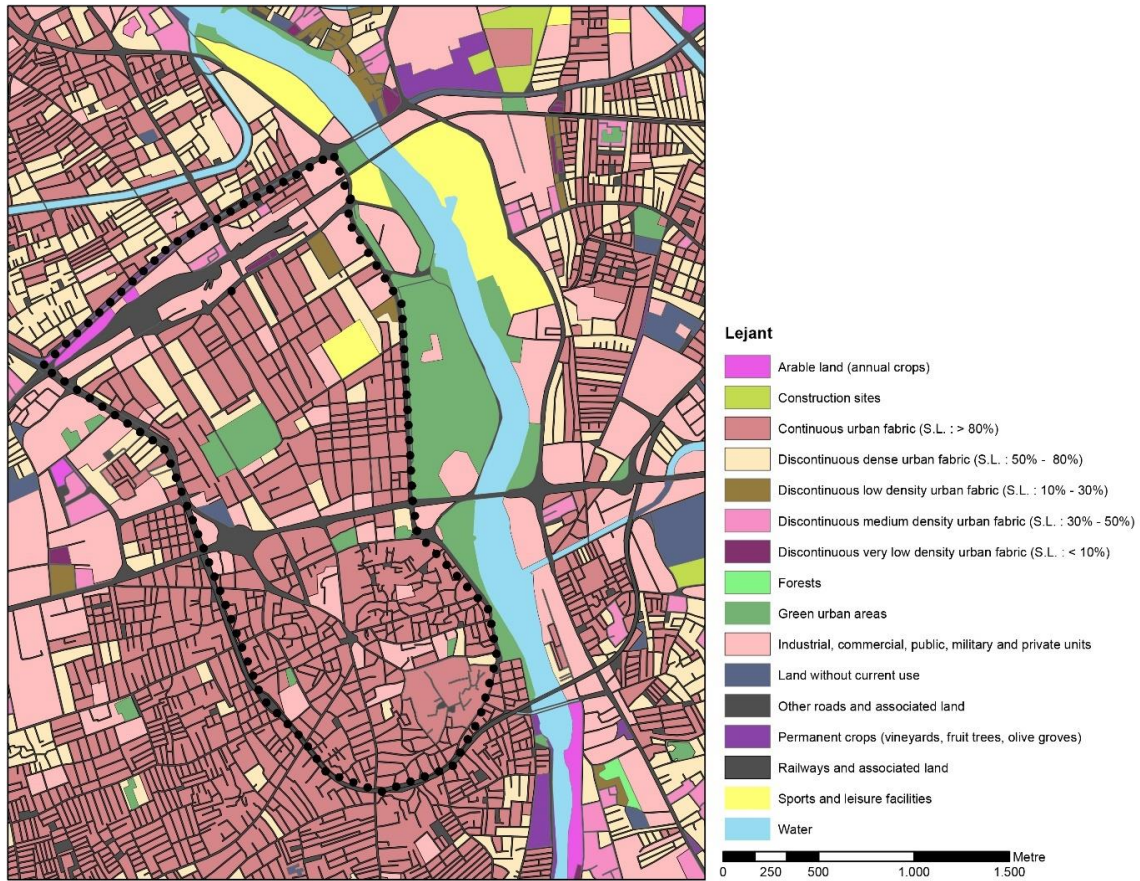 Lejant
Arable land (annual crops)
Construction sites
Continuous urban fabric (S.L. : > 80%)
Discontinuous dense urban fabric (S.L. : 50% - 80%)
Discontinuous low density urban fabric (S.L. : 10% - 30%)
Discontinuous medium density urban fabric (S.L. : 30% - 50%)
Discontinuous very low density urban fabric (S.L. : < 10%)
Forests
Green urban areas
Industrial, commercial, public, military and private units
Land without current use
Other roads and associated land
Permanent crops (vineyards, fruit trees, olive groves)
Railways and associated land
Sports and leisure facilities
Water
Metre
0 250 500 1.000 1.500